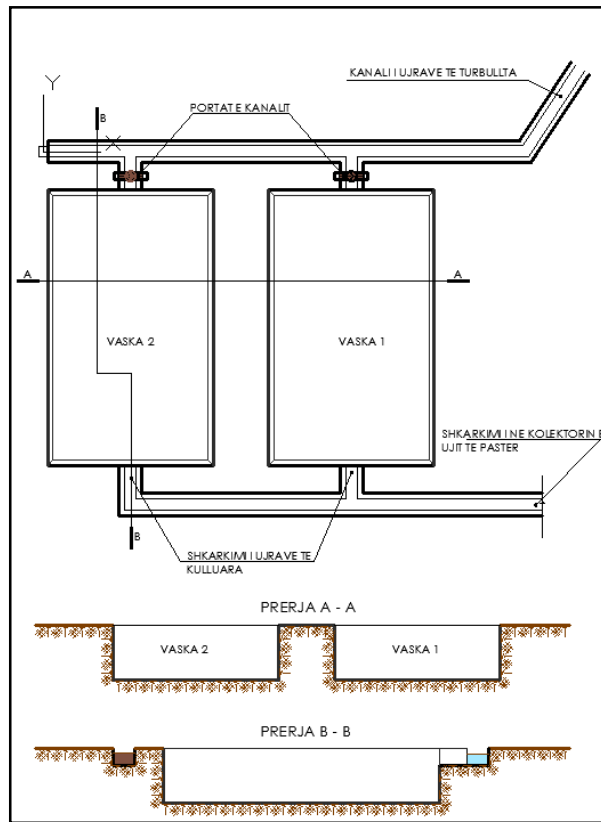 KANALI I UJRAVE TE TURBULLTA
Y
PORTAT E KANALIT
B
X
A
A
VASKA 2
VASKA 1
SHKARKIMI NE KOLEKTORIN E
UJIT TE PASTER
B
SHKARKIMI I UJRAVE TE
KULLUARA
PRERJA A - A
VASKA 2
VASKA 1
PRERJA B - B